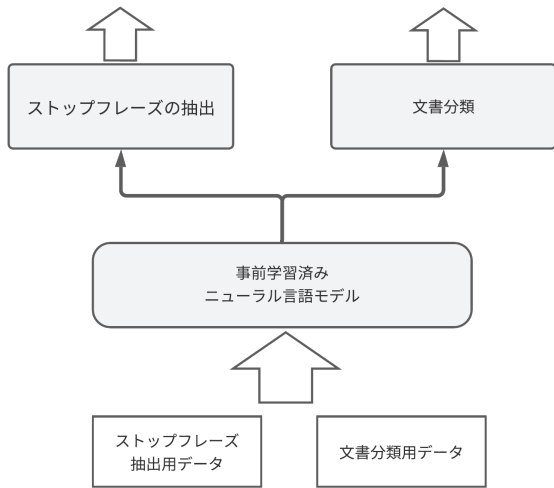 ストップフレーズの抽出
文書分類
事前学習済み
ニューラル言語モデル
ストップフレーズ
抽出用データ
文書分類用データ